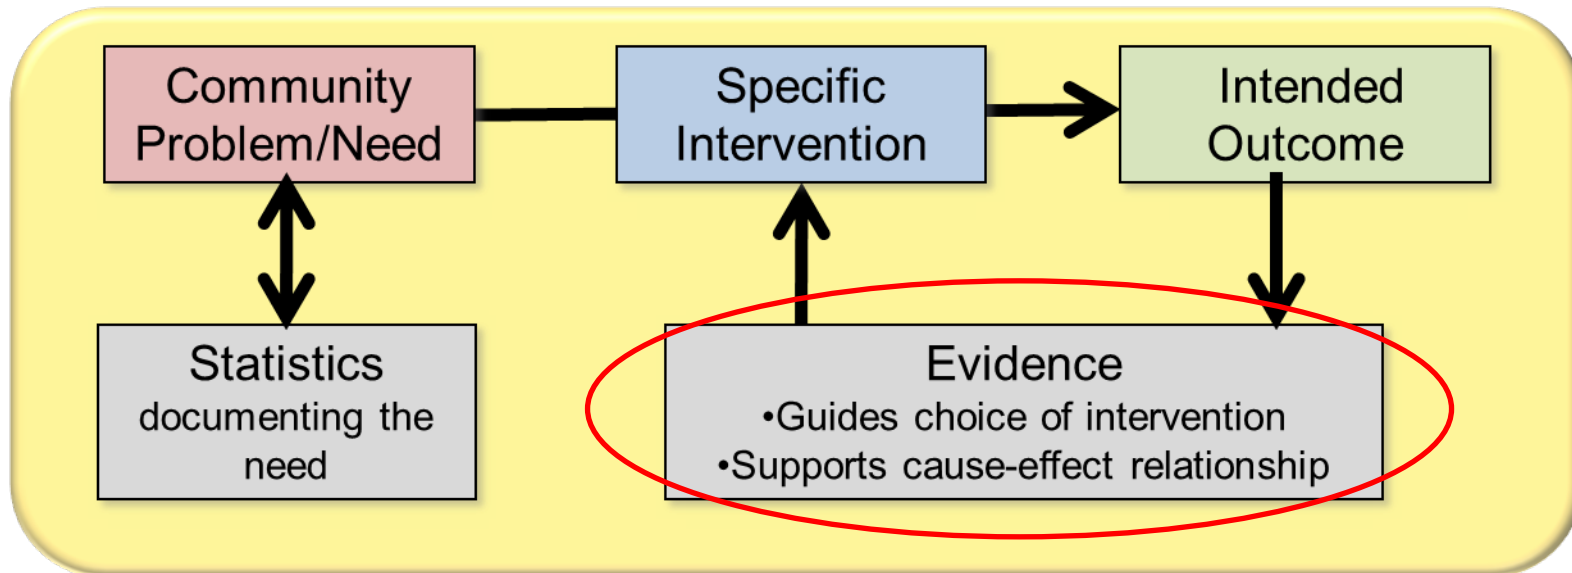 Community
Problem/Need
Specific
Intervention
Intended
Outcome
Statistics
documenting the
need
Evidence
•Guides choice of intervention
•Supports cause-effect relationship